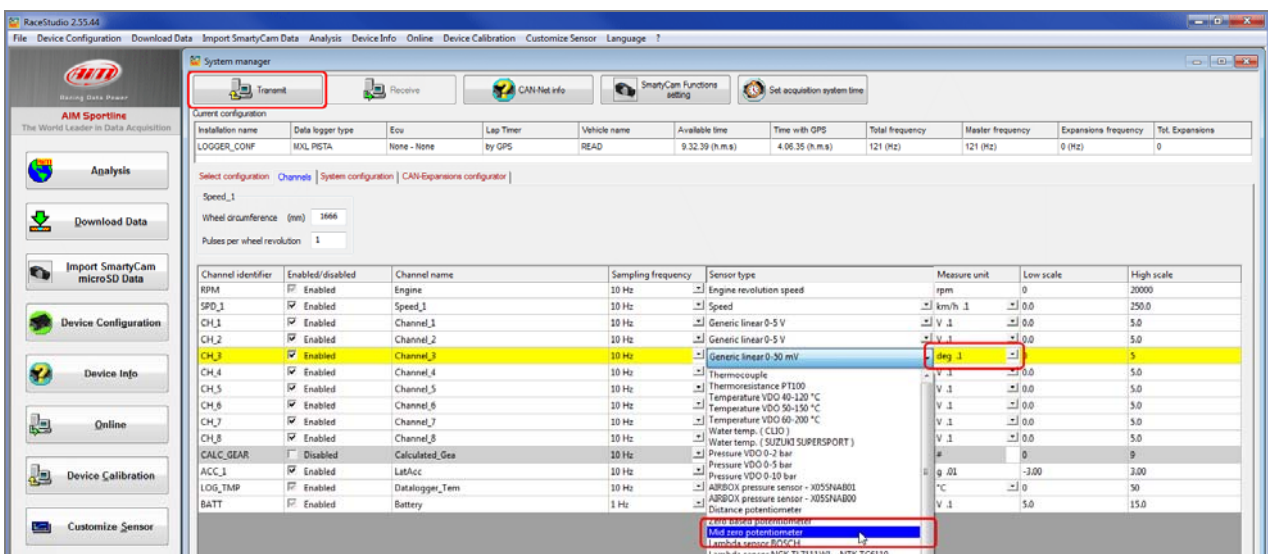 RaceStudio 2.55.44
File Device Configuration Download Data Import SmartyCam Data Analysis Device Info Online Device Calibration Customize Sensor Language ?
AIM
Racing Data Power
AIM Sportline
The World Leader in Data Acquisition
Analysis
Download Data
Import SmartyCam
microSD Data
Device Configuration
Device Info
Online
Device Calibration
Customize Sensor
System manager
Transmit Receive CAN-Net info SmartyCam Functions setting Set acquisition system time
Current configuration
Installation name Data logger type Ecu Lap Timer Vehicle name Available time Time with GPS Total frequency Master frequency Expansions frequency Tot. Expansions
LOGGER_CONF MXL PISTA None - None by GPS READ 9.32.39 (h.m.s) 4.06.35 (h.m.s) 121 (Hz) 121 (Hz) 0 (Hz) 0
Select configuration Channels System configuration CAN-Expansions configurator
Speed_1
Wheel circumference (mm) 1666
Pulses per wheel revolution 1
Channel identifier Enabled/disabled Channel name Sampling frequency Sensor type Measure unit Low scale High scale
RPM Enabled Engine 10 Hz Engine revolution speed rpm 0 20000
SPD_1 Enabled Speed_1 10 Hz Speed km/h .1 0.0 250.0
CH_1 Enabled Channel_1 10 Hz Generic linear 0-5 V V .1 0.0 5.0
CH_2 Enabled Channel_2 10 Hz Generic linear 0-5 V V .1 0.0 5.0
CH_3 Enabled Channel_3 10 Hz Generic linear 0-50 mV deg .1 5
CH_4 Enabled Channel_4 10 Hz V .1 0.0 5.0
CH_5 Enabled Channel_5 10 Hz V .1 0.0 5.0
CH_6 Enabled Channel_6 10 Hz V .1 0.0 5.0
CH_7 Enabled Channel_7 10 Hz V .1 0.0 5.0
CH_8 Enabled Channel_8 10 Hz V .1 0.0 5.0
CALC_GEAR Disabled Calculated_Gea 10 Hz # 0 9
ACC_1 Enabled LatAcc 10 Hz g .01 -3.00 3.00
LOG_TMP Enabled Datalogger_Tem 10 Hz °C 0 50
BATT Enabled Battery 1 Hz V .1 5.0 15.0
Thermocouple
Thermoresistance PT100
Temperature VDO 40-120 °C
Temperature VDO 50-150 °C
Temperature VDO 60-200 °C
Water temp. ( CLIO )
Water temp. ( SUZUKI SUPERSPORT )
Pressure VDO 0-2 bar
Pressure VDO 0-5 bar
Pressure VDO 0-10 bar
AIRBOX pressure sensor - X05SNAB01
AIRBOX pressure sensor - X05SNAB00
Distance potentiometer
Zero based potentiometer
Mid zero potentiometer
Lambda sensor BOSCH